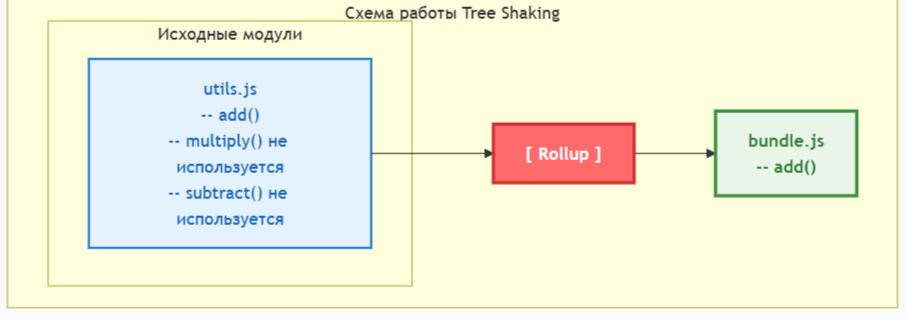 Схема работы Tree Shaking
Исходные модули
utils.js
-- add()
-- multiply() не
используется
-- subtract() не
используется
[ Rollup ]
bundle.js
-- add()